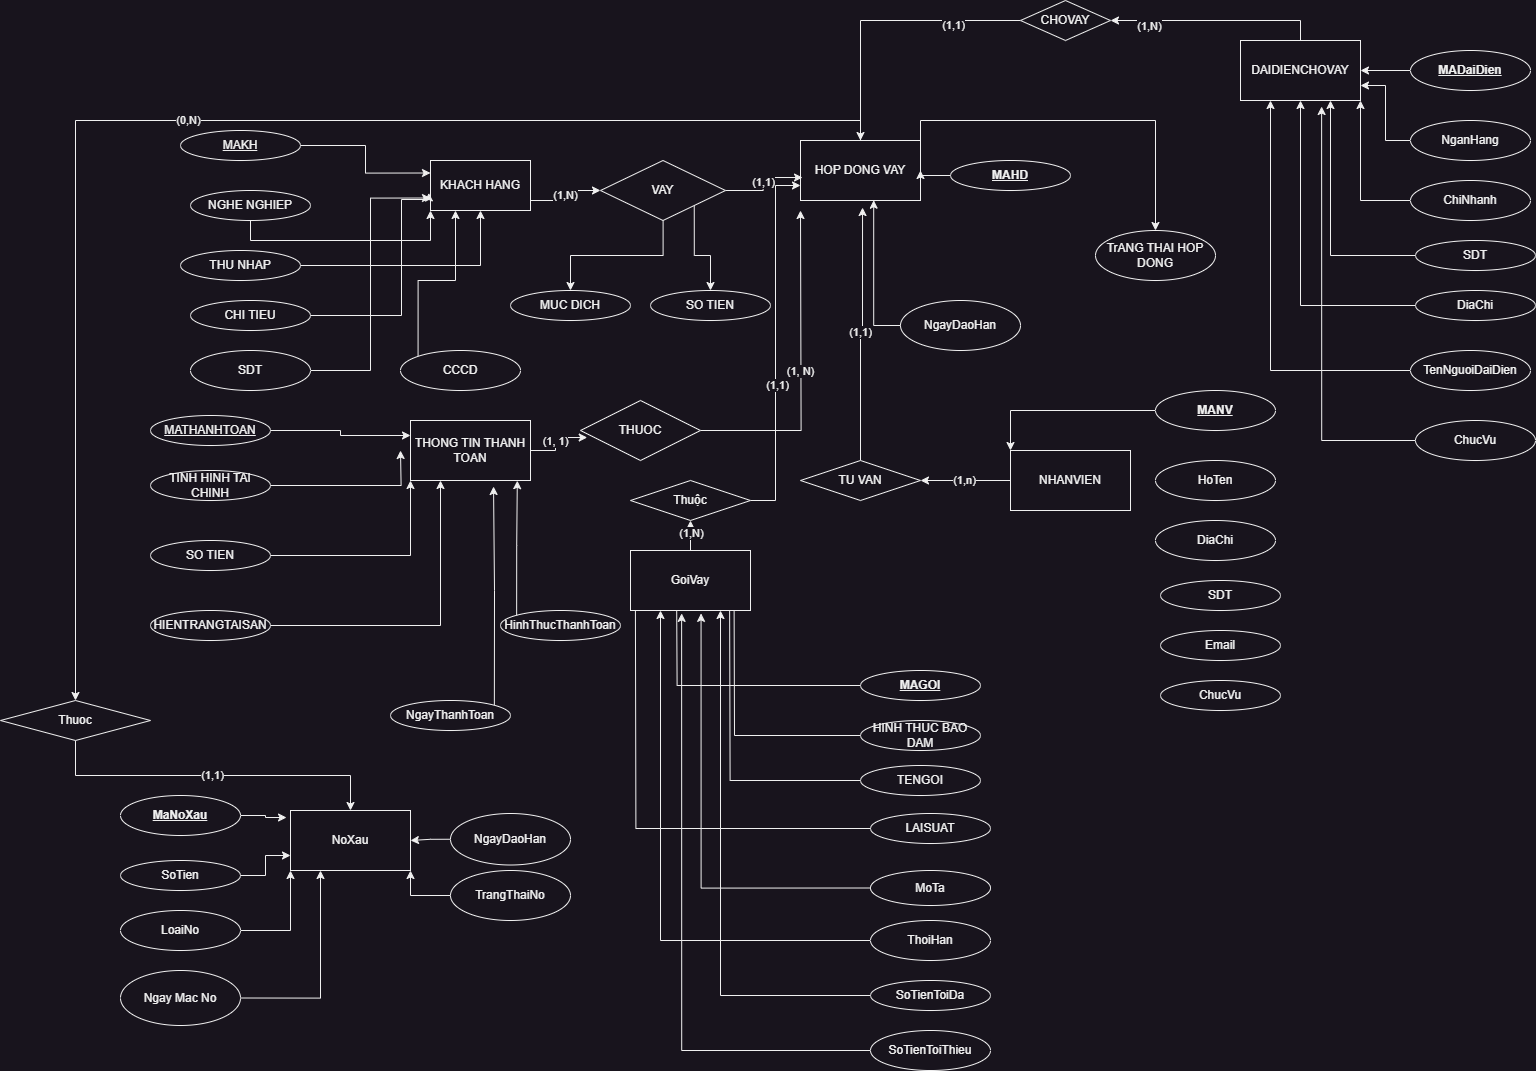 CHOVAY
(1,1)
(1,N)
DAIDIENCHOVAY
MADaiDien
NganHang
ChiNhanh
SDT
DiaChi
TenNguoiDaiDien
ChucVu
(0,N)
MAKH
NGHE NGHIEP
THU NHAP
CHI TIEU
SDT
CCCD
KHACH HANG
(1,N)
VAY
(1,1)
MUC DICH
SO TIEN
HOP DONG VAY
MAHD
TrANG THAI HOP
DONG
NgayDaoHan
(1,1)
(1,1)
(1, N)
MATHANHTOAN
TINH HINH TAI
CHINH
SO TIEN
HIENTRANGTAISAN
THONG TIN THANH
TOAN
(1, 1)
THUOC
HinhThucThanhToan
NgayThanhToan
Thuộc
(1,N)
GoiVay
TU VAN
(1,n)
NHANVIEN
MANV
HoTen
DiaChi
SDT
Email
ChucVu
MAGOI
HINH THUC BAO
DAM
TENGOI
LAISUAT
MoTa
ThoiHan
SoTienToiDa
SoTienToiThieu
Thuoc
(1,1)
MaNoXau
SoTien
LoaiNo
Ngay Mac No
NoXau
NgayDaoHan
TrangThaiNo